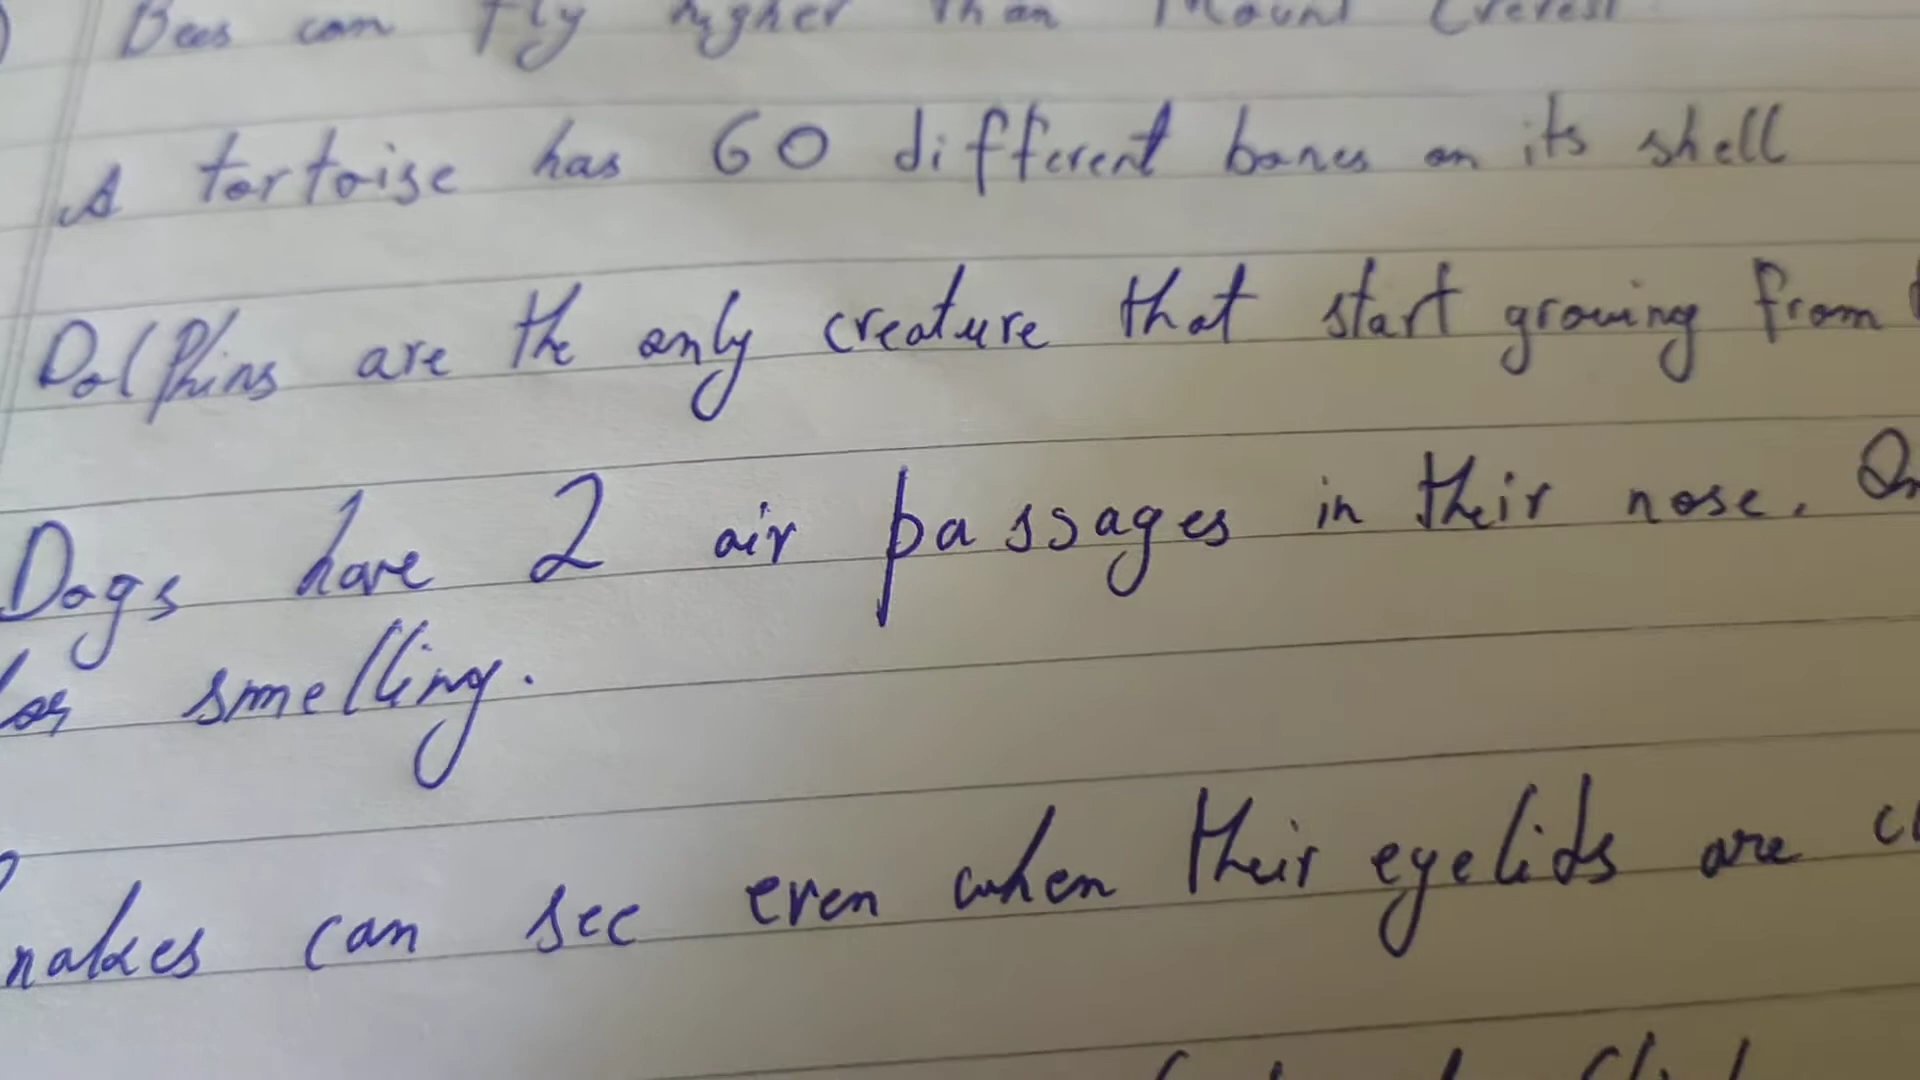 Bees can fly higher than Mount Everest
A tortoise has 60 different bones on its shell
Dolphins are the only creature that start growing from
Dogs have 2 air passages in their nose.
smelling.
nakes can see even when their eyelids are